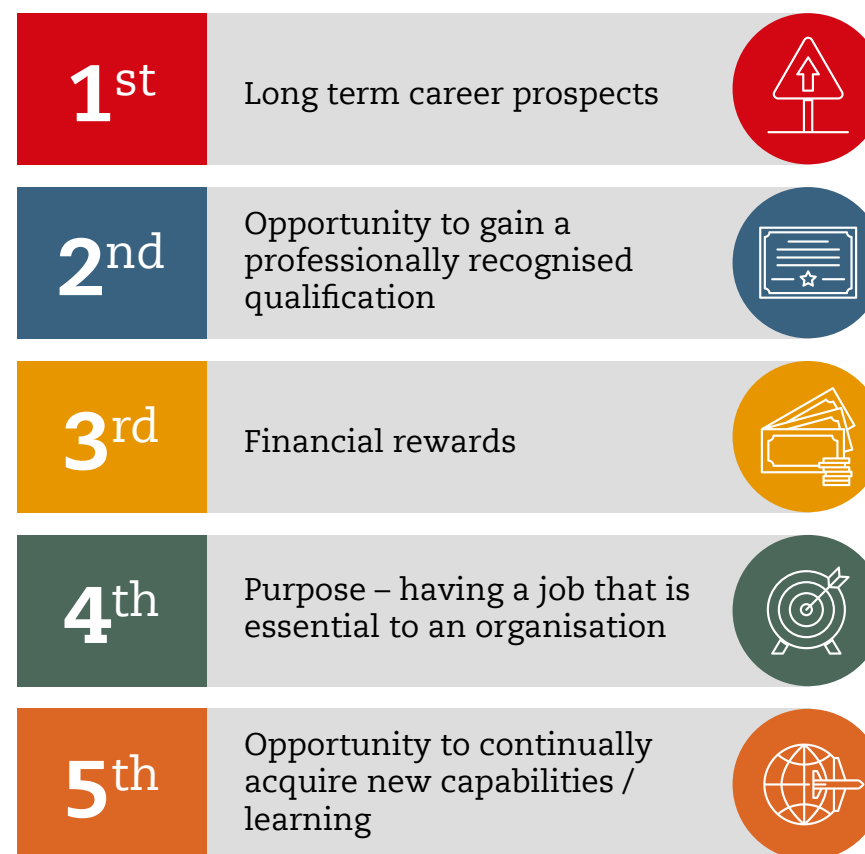 1st
Long term career prospects
2nd
Opportunity to gain a
professionally recognised
qualification
3rd
Financial rewards
4th
Purpose – having a job that is
essential to an organisation
5th
Opportunity to continually
acquire new capabilities /
learning